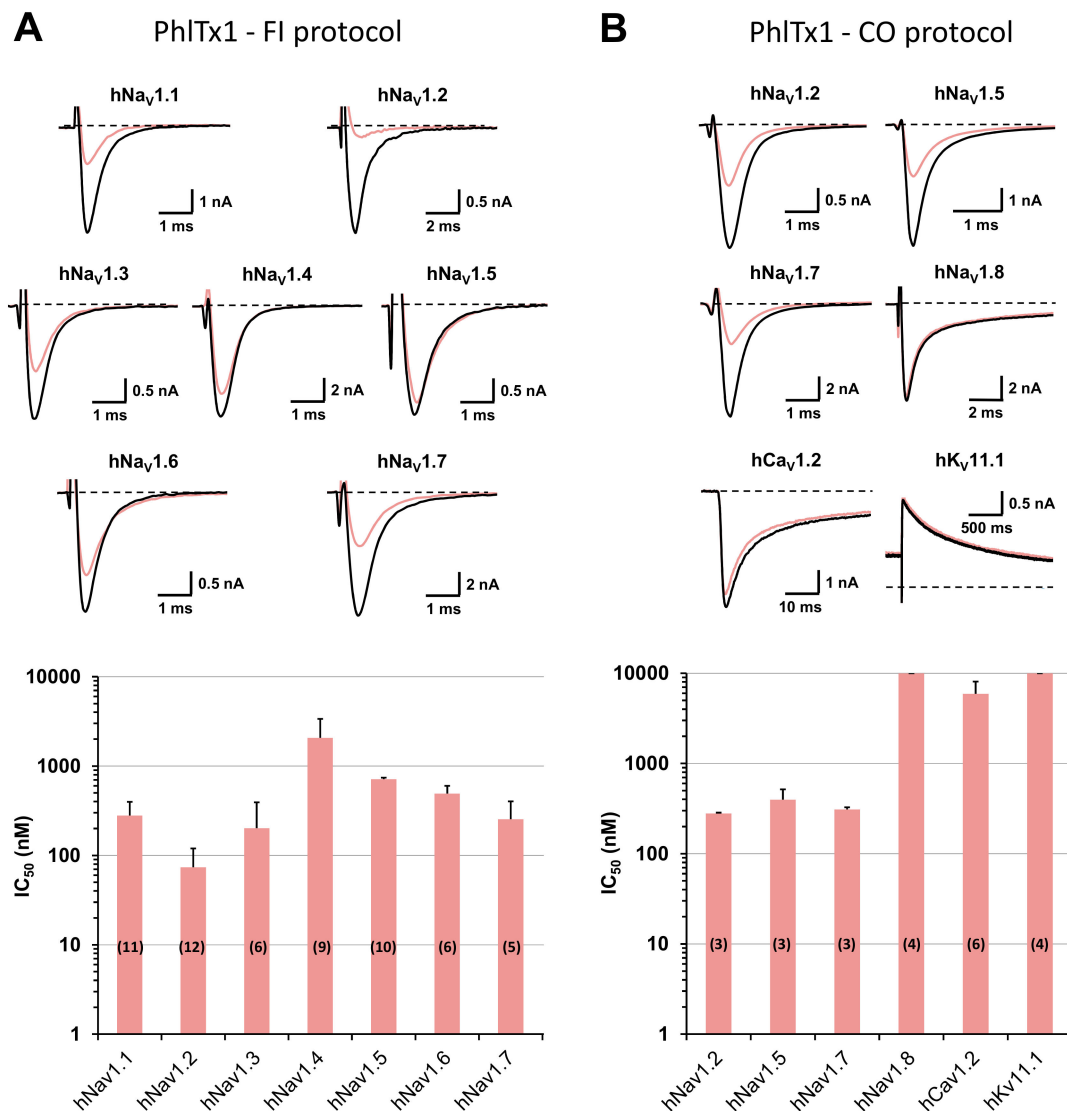 A
PhlTx1 - FI protocol
hNaV1.1
1 nA
1 ms
hNaV1.2
0.5 nA
2 ms
hNaV1.3
0.5 nA
1 ms
hNaV1.4
2 nA
1 ms
hNaV1.5
0.5 nA
1 ms
hNaV1.6
0.5 nA
1 ms
hNaV1.7
2 nA
1 ms
IC50 (nM)
10000
1000
100
10
1
(11)
(12)
(6)
(9)
(10)
(6)
(5)
hNav1.1
hNav1.2
hNav1.3
hNav1.4
hNav1.5
hNav1.6
hNav1.7
B
PhlTx1 - CO protocol
hNaV1.2
0.5 nA
1 ms
hNaV1.5
1 nA
1 ms
hNaV1.7
2 nA
1 ms
hNaV1.8
2 nA
2 ms
hCaV1.2
1 nA
10 ms
hKV11.1
0.5 nA
500 ms
IC50 (nM)
10000
1000
100
10
1
(3)
(3)
(3)
(4)
(6)
(4)
hNav1.2
hNav1.5
hNav1.7
hNav1.8
hCav1.2
hKv11.1